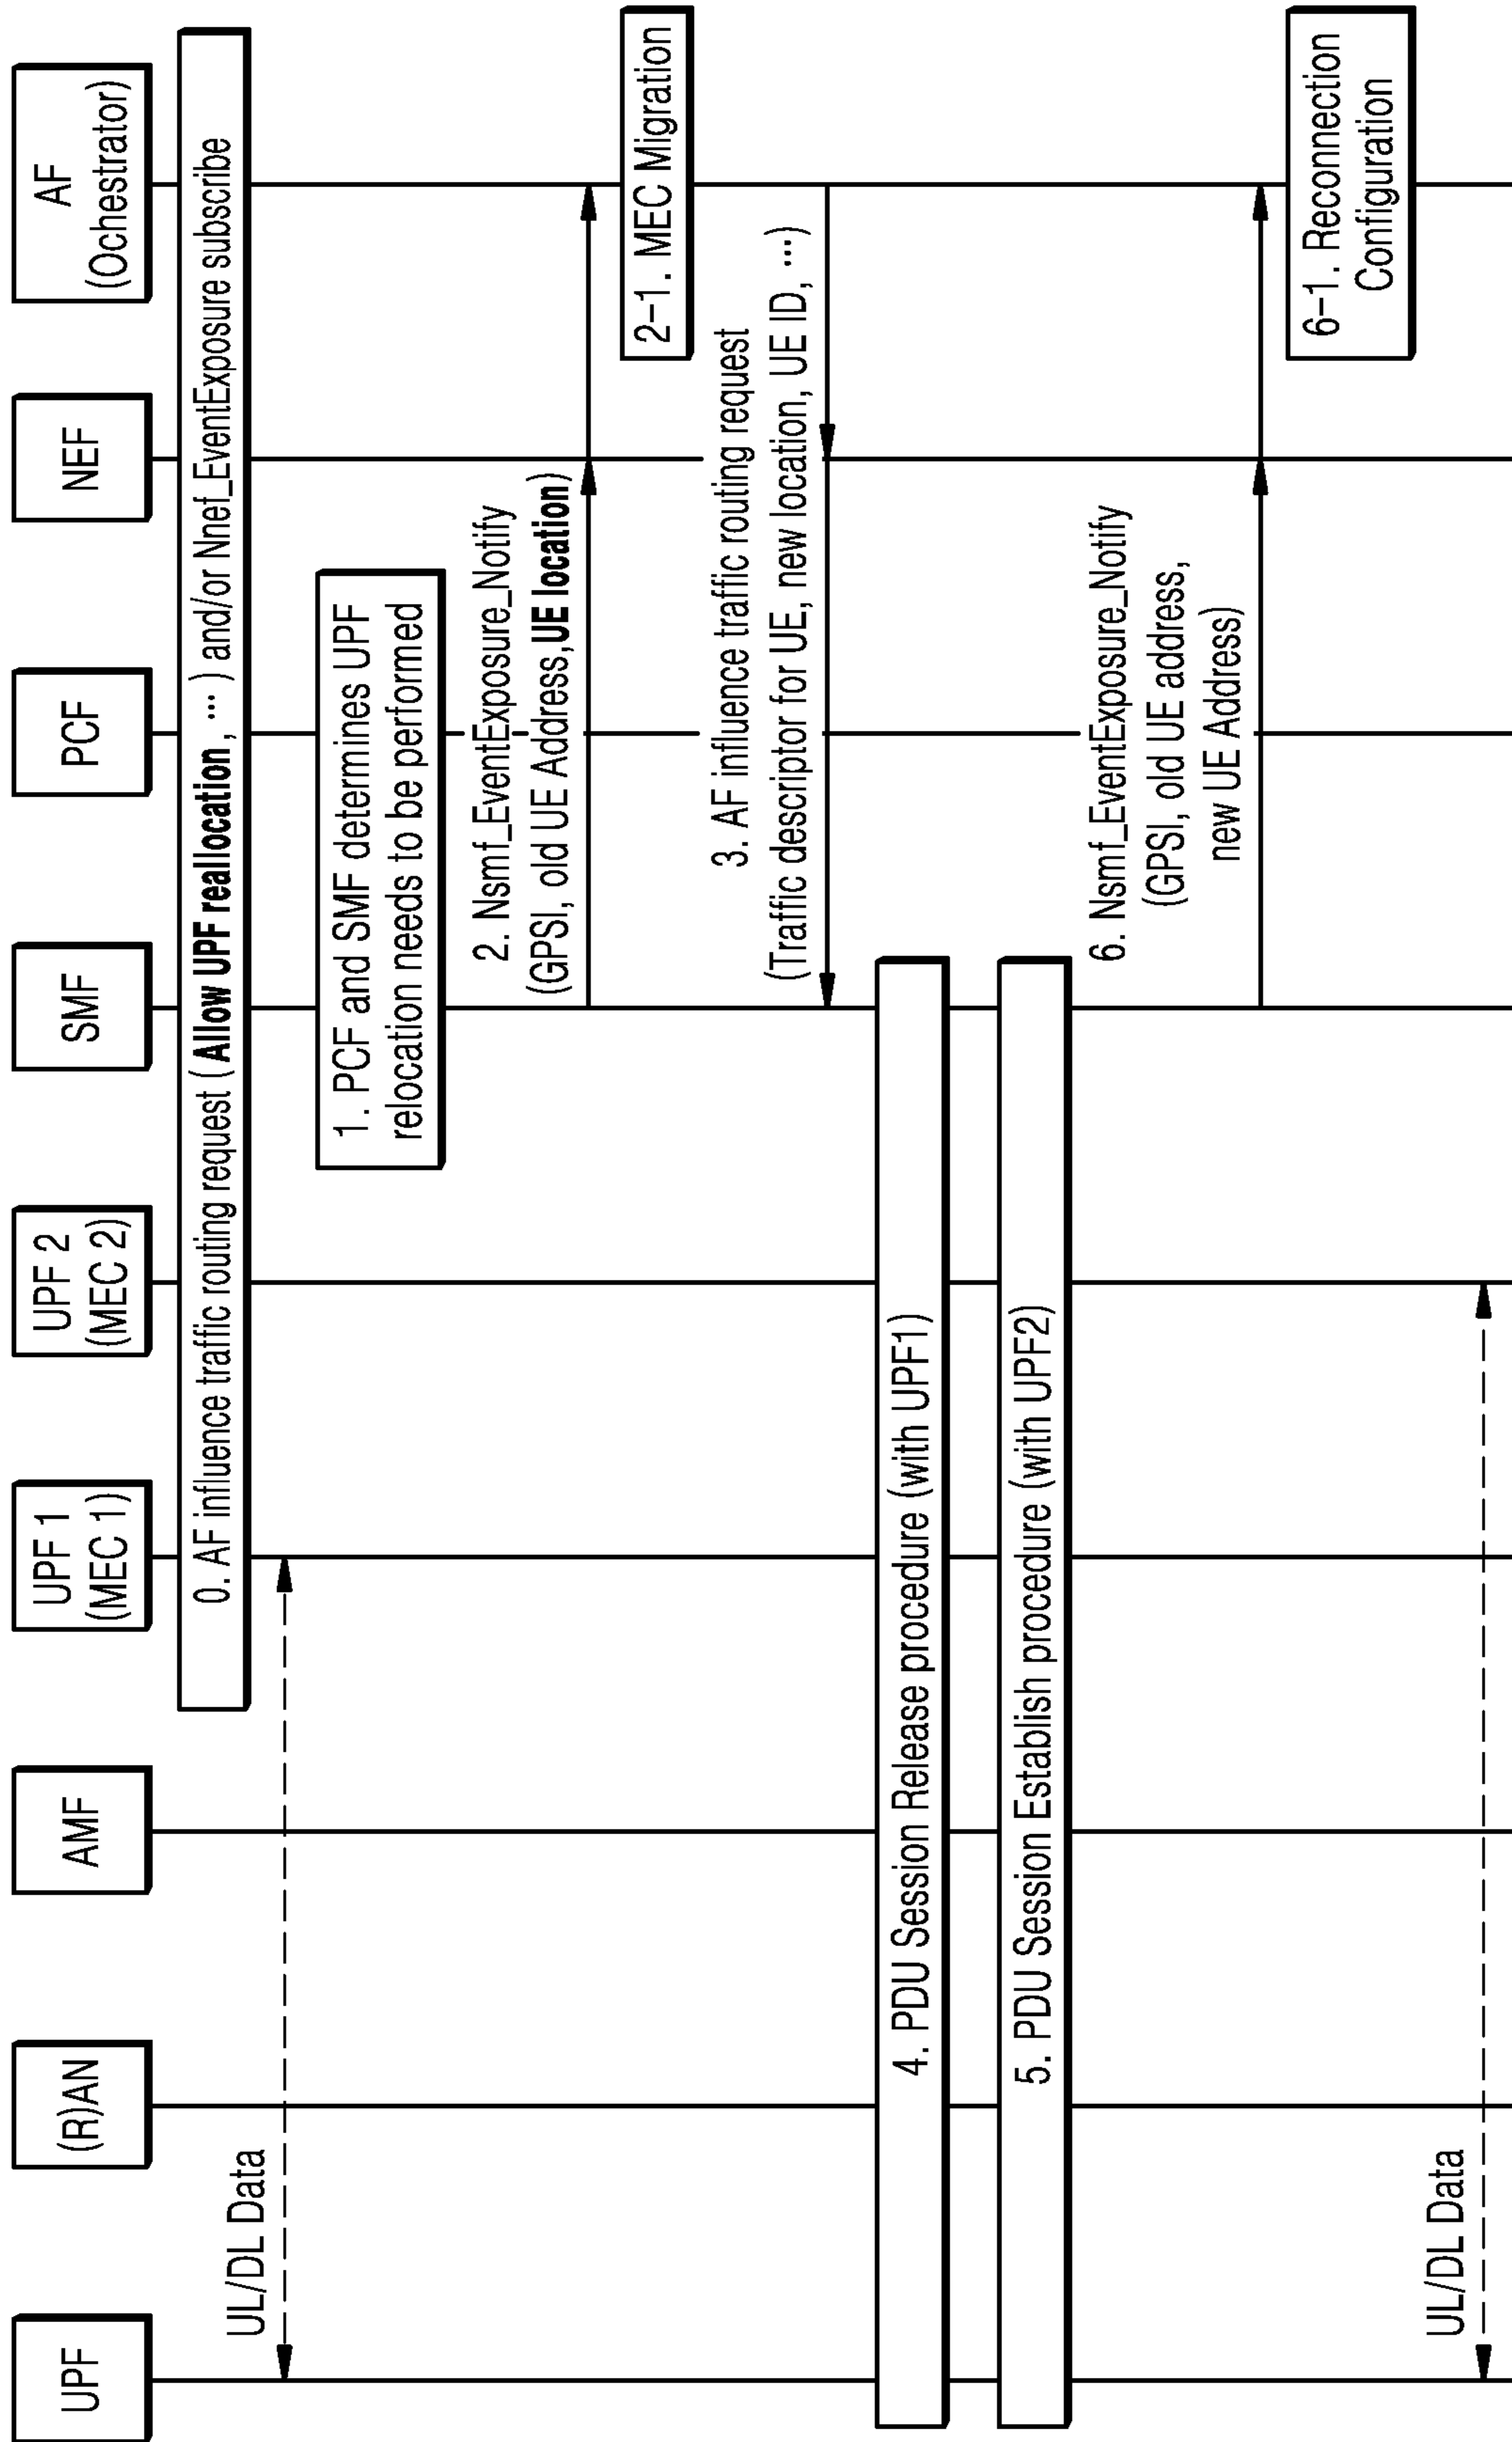 UPF
(R)AN
AMF
UPF 1
(MEC 1)
UPF 2
(MEC 2)
SMF
PCF
NEF
AF
(Ochestrator)
0. AF influence traffic routing request (Allow UPF reallocation, ···) and/or Nnef_EventExposure subscribe
UL/DL Data
1. PCF and SMF determines UPF
relocation needs to be performed
2. Nsmf_EventExposure_Notify
(GPSI, old UE Address, UE location)
2-1. MEC Migration
3. AF influence traffic routing request
(Traffic descriptor for UE, new location, UE ID, ···)
4. PDU Session Release procedure (with UPF1)
5. PDU Session Establish procedure (with UPF2)
6. Nsmf_EventExposure_Notify
(GPSI, old UE address,
new UE Address)
6-1. Reconnection
Configuration
UL/DL Data